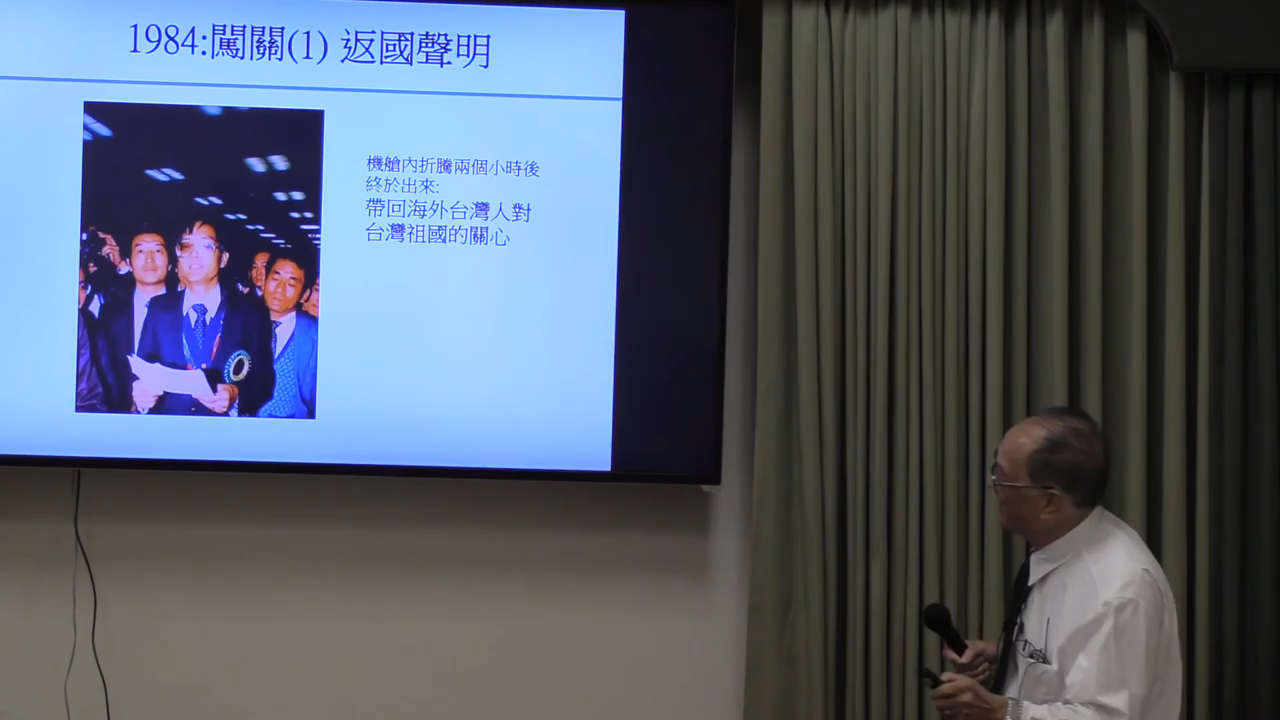 1984:闖關(1) 返國聲明
機艙內折騰兩個小時後
終於出來:
帶回海外台灣人對
台灣祖國的關心